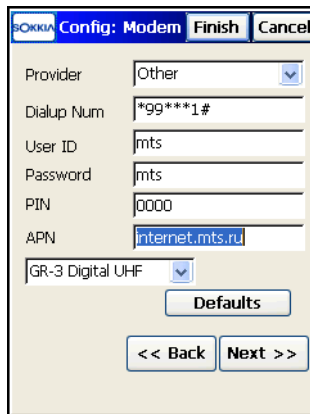 SOKKIA Config: Modem Finish Cancel
Provider Other
Dialup Num *99***1#
User ID mts
Password mts
PIN 0000
APN internet.mts.ru
GR-3 Digital UHF
Defaults
<< Back Next >>